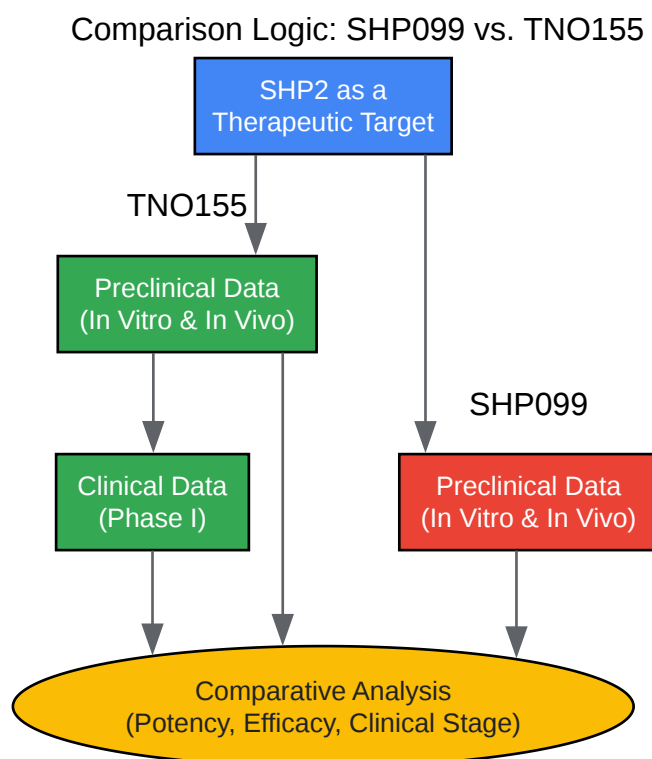 Comparison Logic: SHP099 vs. TNO155
SHP2 as a
Therapeutic Target
TNO155
Preclinical Data
(In Vitro & In Vivo)
SHP099
Clinical Data
(Phase I)
Preclinical Data
(In Vitro & In Vivo)
Comparative Analysis
(Potency, Efficacy, Clinical Stage)